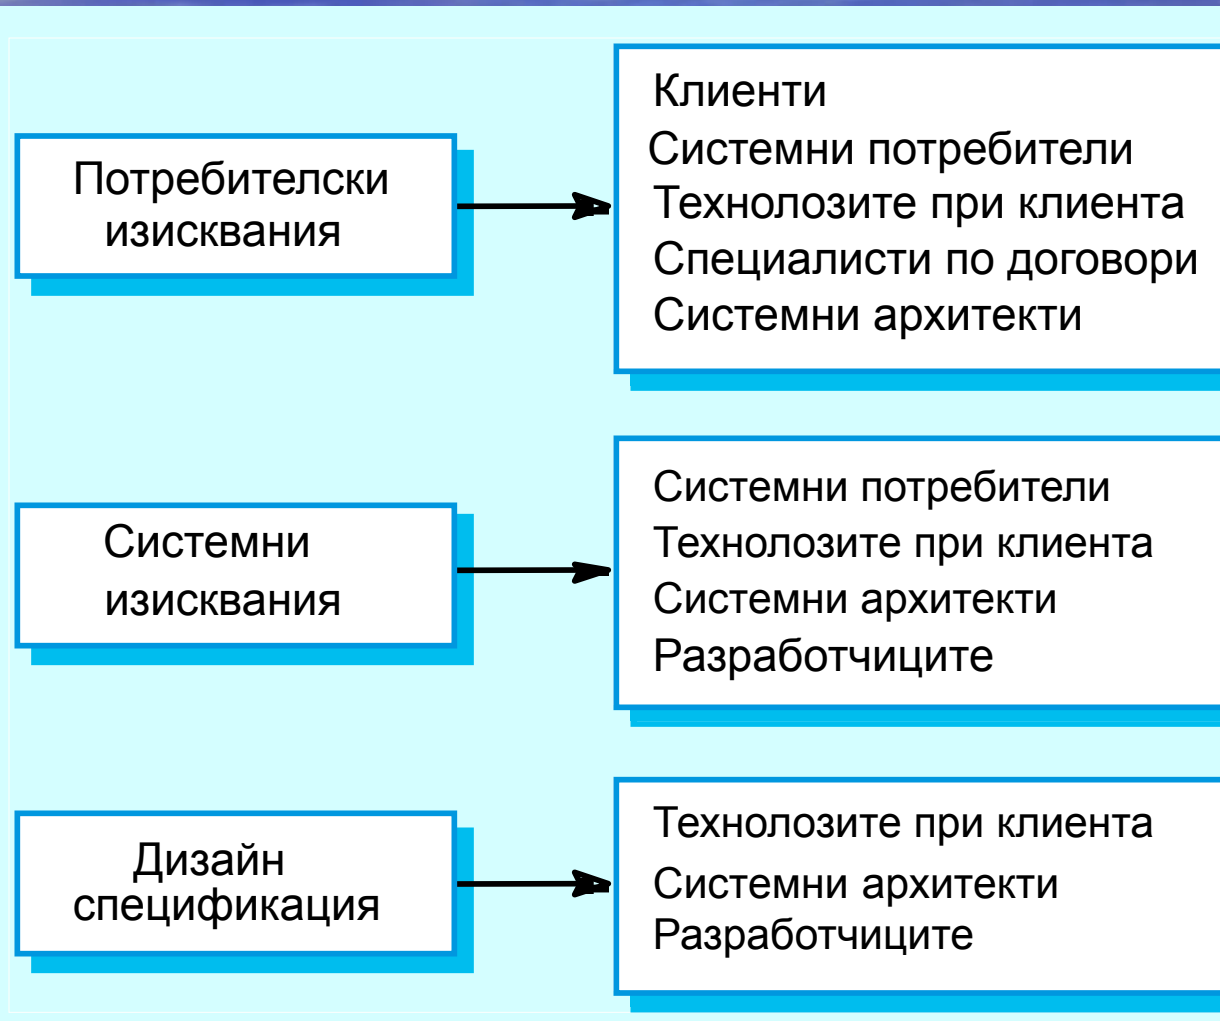 Потребителски
изисквания
Клиенти
Системни потребители
Технолозите при клиента
Специалисти по договори
Системни архитекти
Системни
изисквания
Системни потребители
Технолозите при клиента
Системни архитекти
Разработчиците
Дизайн
спецификация
Технолозите при клиента
Системни архитекти
Разработчиците